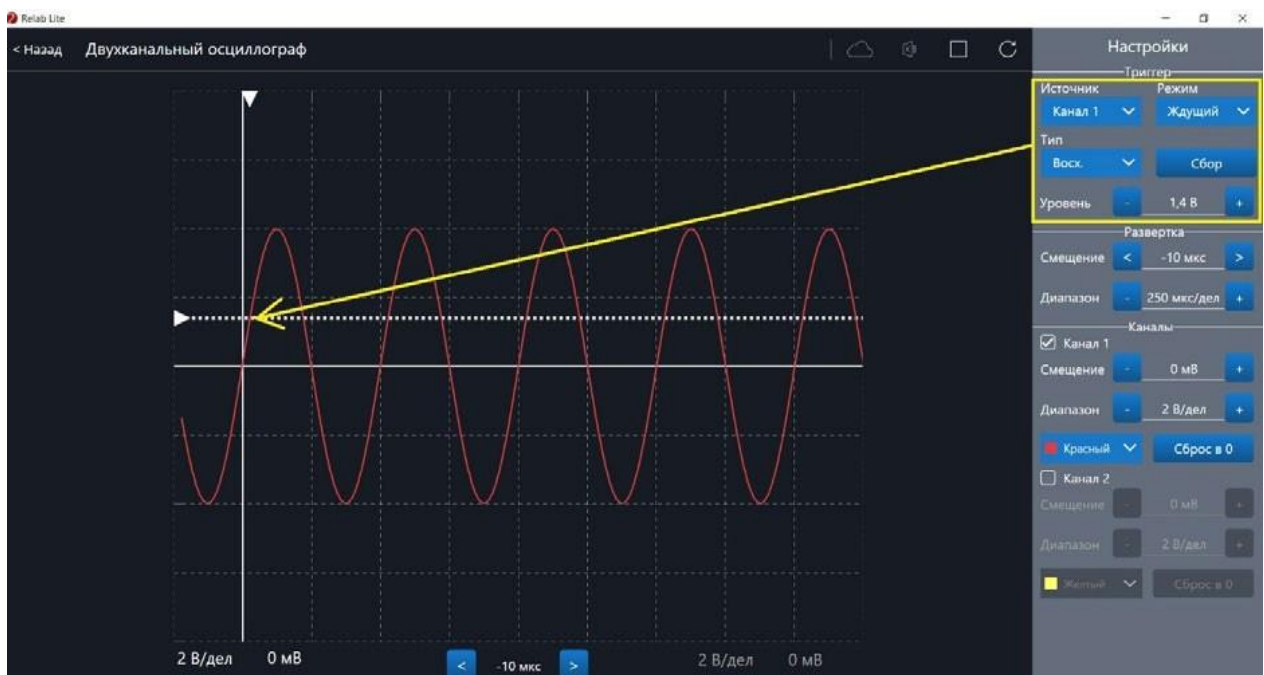 Relab Lite
< Назад Двухканальный осциллограф
Настройки
Триггер
Источник Режим
Канал 1 Ждущий
Тип
Восх. Сбор
Уровень - 1,4 В +
Развертка
Смещение < -10 мкс >
Диапазон - 250 мкс/дел +
Каналы
Канал 1
Смещение - 0 мВ +
Диапазон - 2 В/дел +
Красный Сброс в 0
Канал 2
Смещение - 0 мВ +
Диапазон - 2 В/дел +
Желтый Сброс в 0
2 В/дел 0 мВ < -10 мкс > 2 В/дел 0 мВ